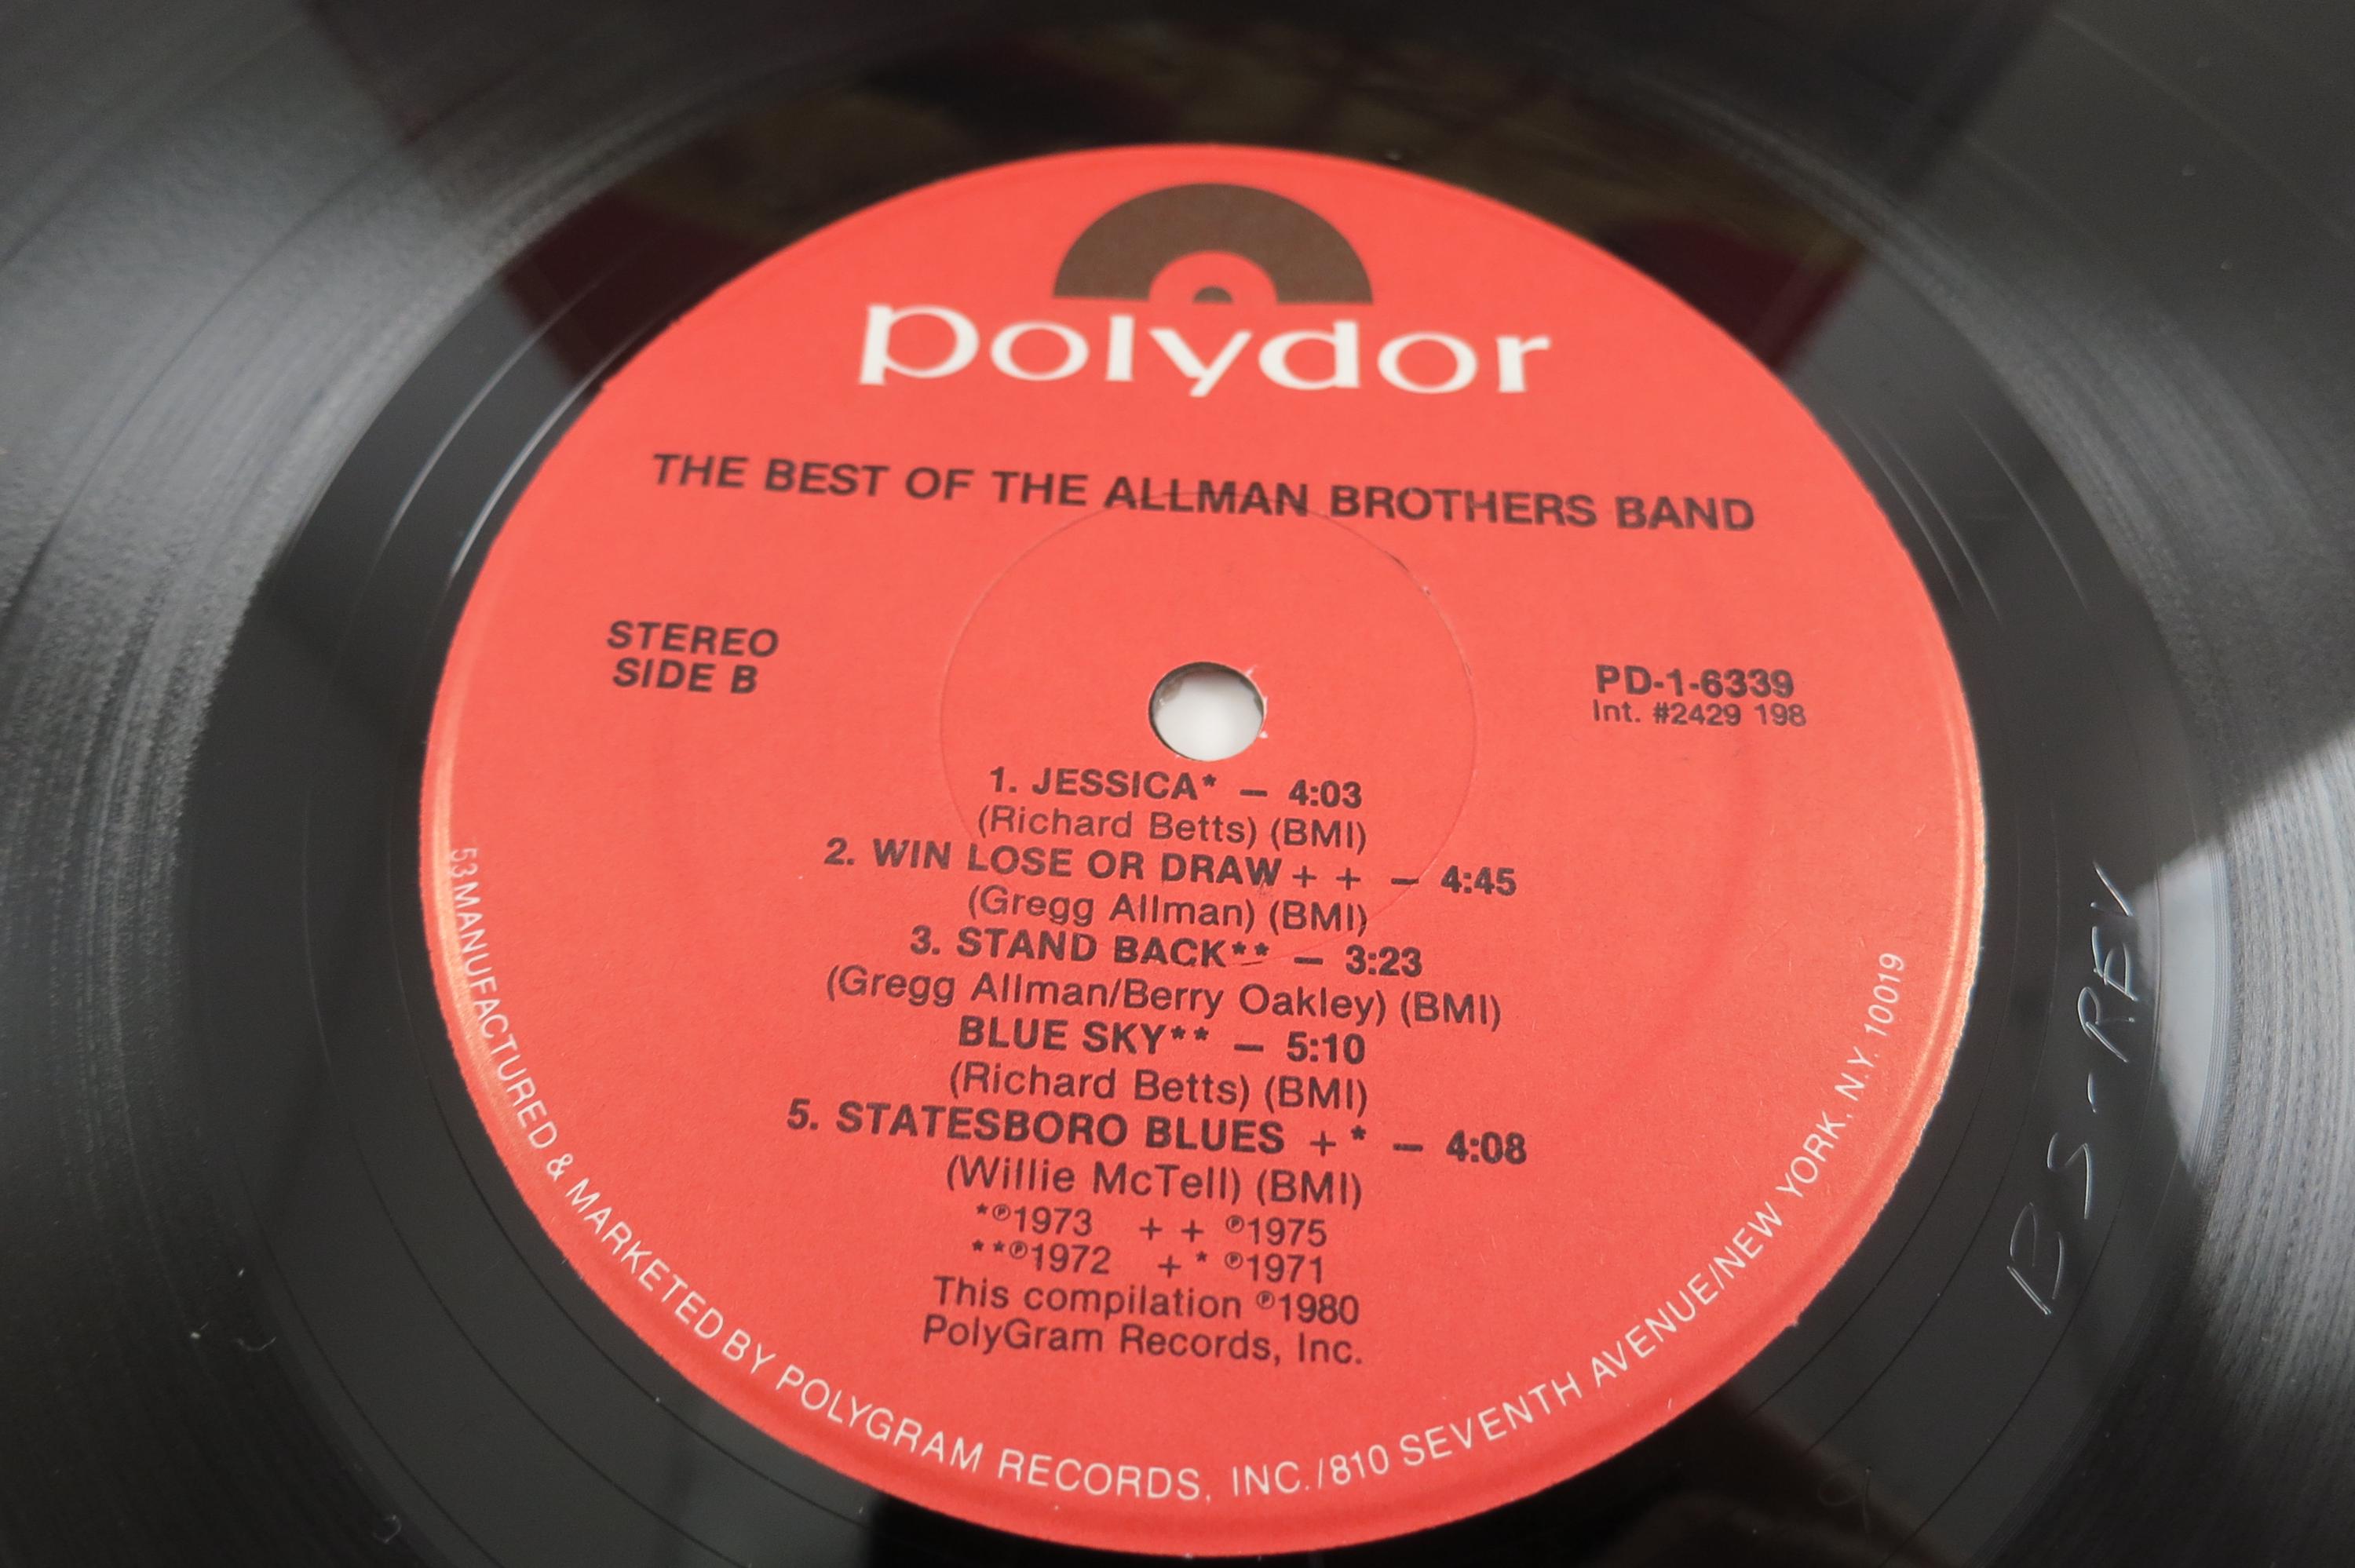 polydor
THE BEST OF THE ALLMAN BROTHERS BAND
STEREO
SIDE B
PD-1-6339
Int. #2429 198
1. JESSICA* — 4:03
(Richard Betts) (BMI)
2. WIN LOSE OR DRAW + + — 4:45
(Gregg Allman) (BMI)
3. STAND BACK** — 3:23
(Gregg Allman/Berry Oakley) (BMI)
BLUE SKY** — 5:10
(Richard Betts) (BMI)
5. STATESBORO BLUES + * — 4:08
(Willie McTell) (BMI)
*℗1973 + + ℗1975
**℗1972 + * ℗1971
This compilation ℗1980
PolyGram Records, Inc.
53 MANUFACTURED & MARKETED BY POLYGRAM RECORDS, INC./810 SEVENTH AVENUE/NEW YORK, N.Y. 10019
BS-REV